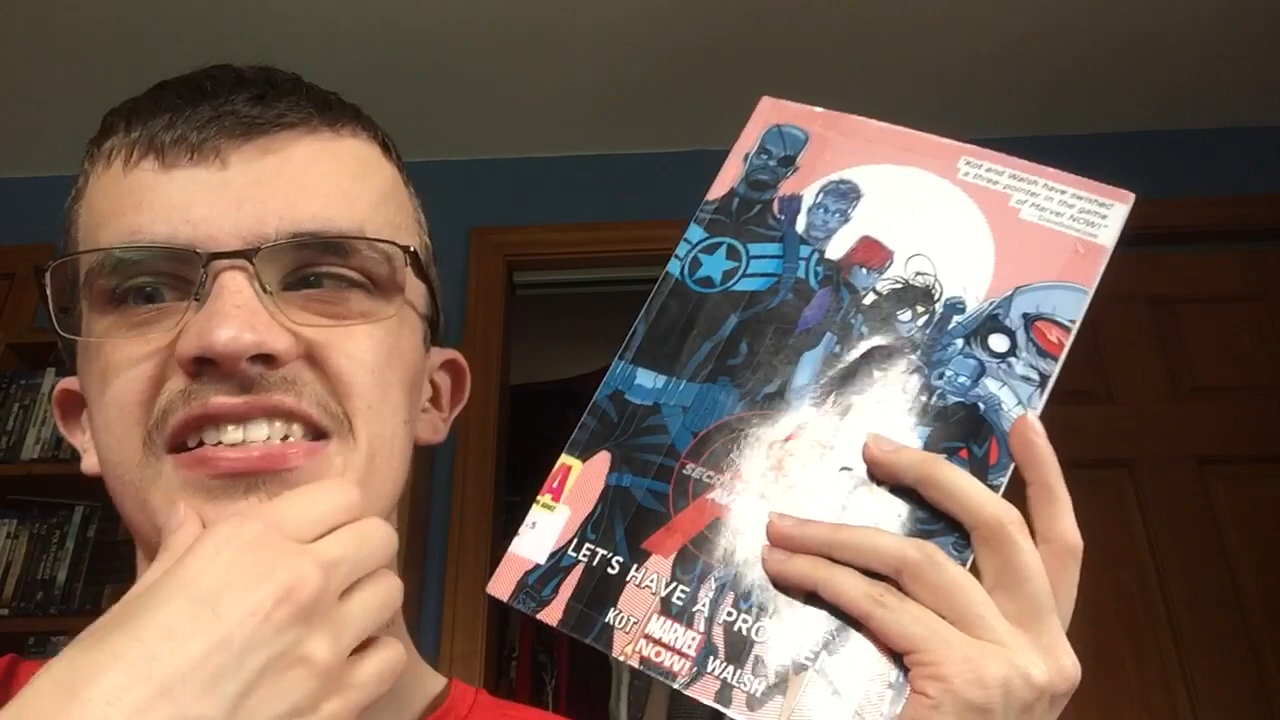 "Kot and Walsh have swished
a three-pointer in the game
of Marvel NOW!"
A
.5
LET'S HAVE A PRO
KOT
MARVEL
NOW!
WALSH